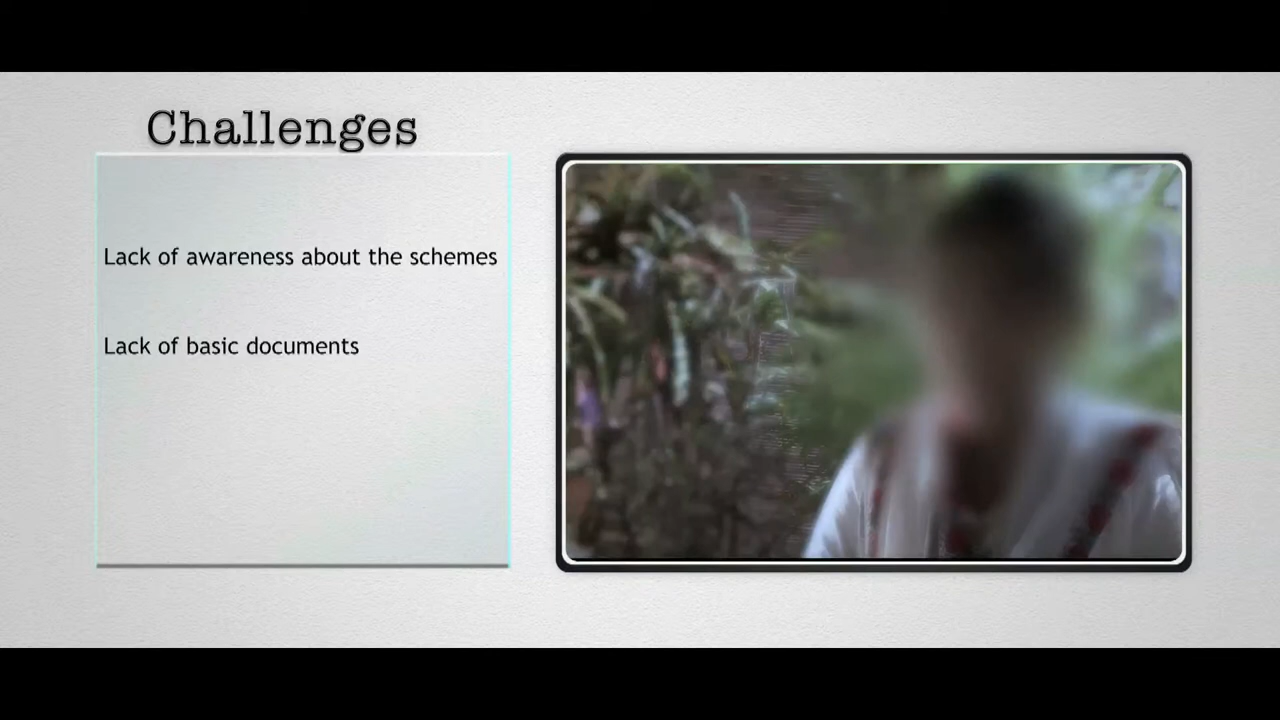 Challenges
Lack of awareness about the schemes
Lack of basic documents